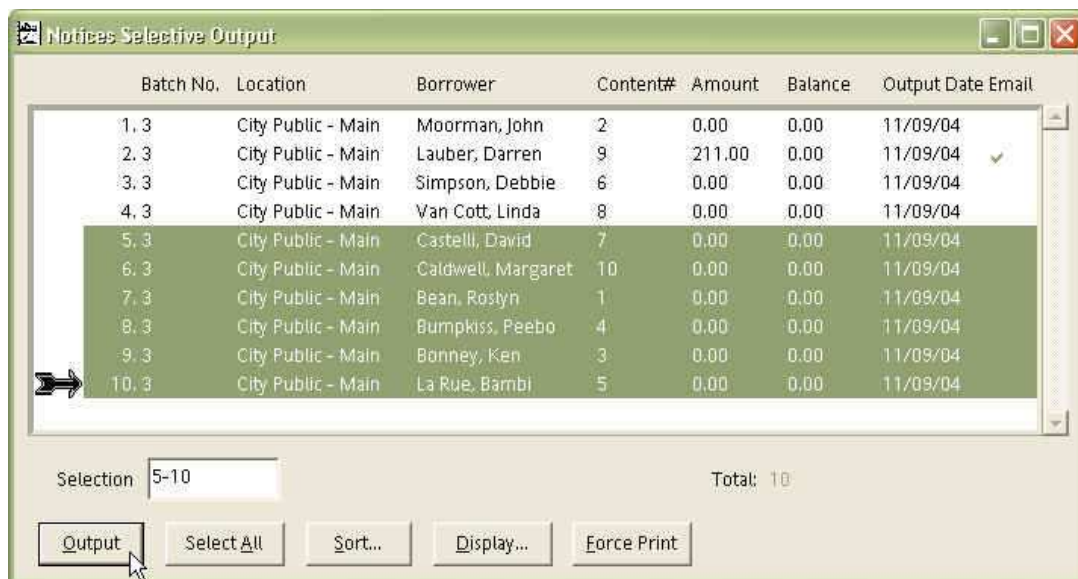 Notices Selective Output
Batch No. Location Borrower Content# Amount Balance Output Date Email
1. 3 City Public - Main Moorman, John 2 0.00 0.00 11/09/04
2. 3 City Public - Main Lauber, Darren 9 211.00 0.00 11/09/04
3. 3 City Public - Main Simpson, Debbie 6 0.00 0.00 11/09/04
4. 3 City Public - Main Van Cott, Linda 8 0.00 0.00 11/09/04
5. 3 City Public - Main Castelli, David 7 0.00 0.00 11/09/04
6. 3 City Public - Main Caldwell, Margaret 10 0.00 0.00 11/09/04
7. 3 City Public - Main Bean, Roslyn 1 0.00 0.00 11/09/04
8. 3 City Public - Main Bumpkiss, Peebo 4 0.00 0.00 11/09/04
9. 3 City Public - Main Bonney, Ken 3 0.00 0.00 11/09/04
10. 3 City Public - Main La Rue, Bambi 5 0.00 0.00 11/09/04
Selection 5-10 Total: 10
Output Select All Sort... Display... Force Print